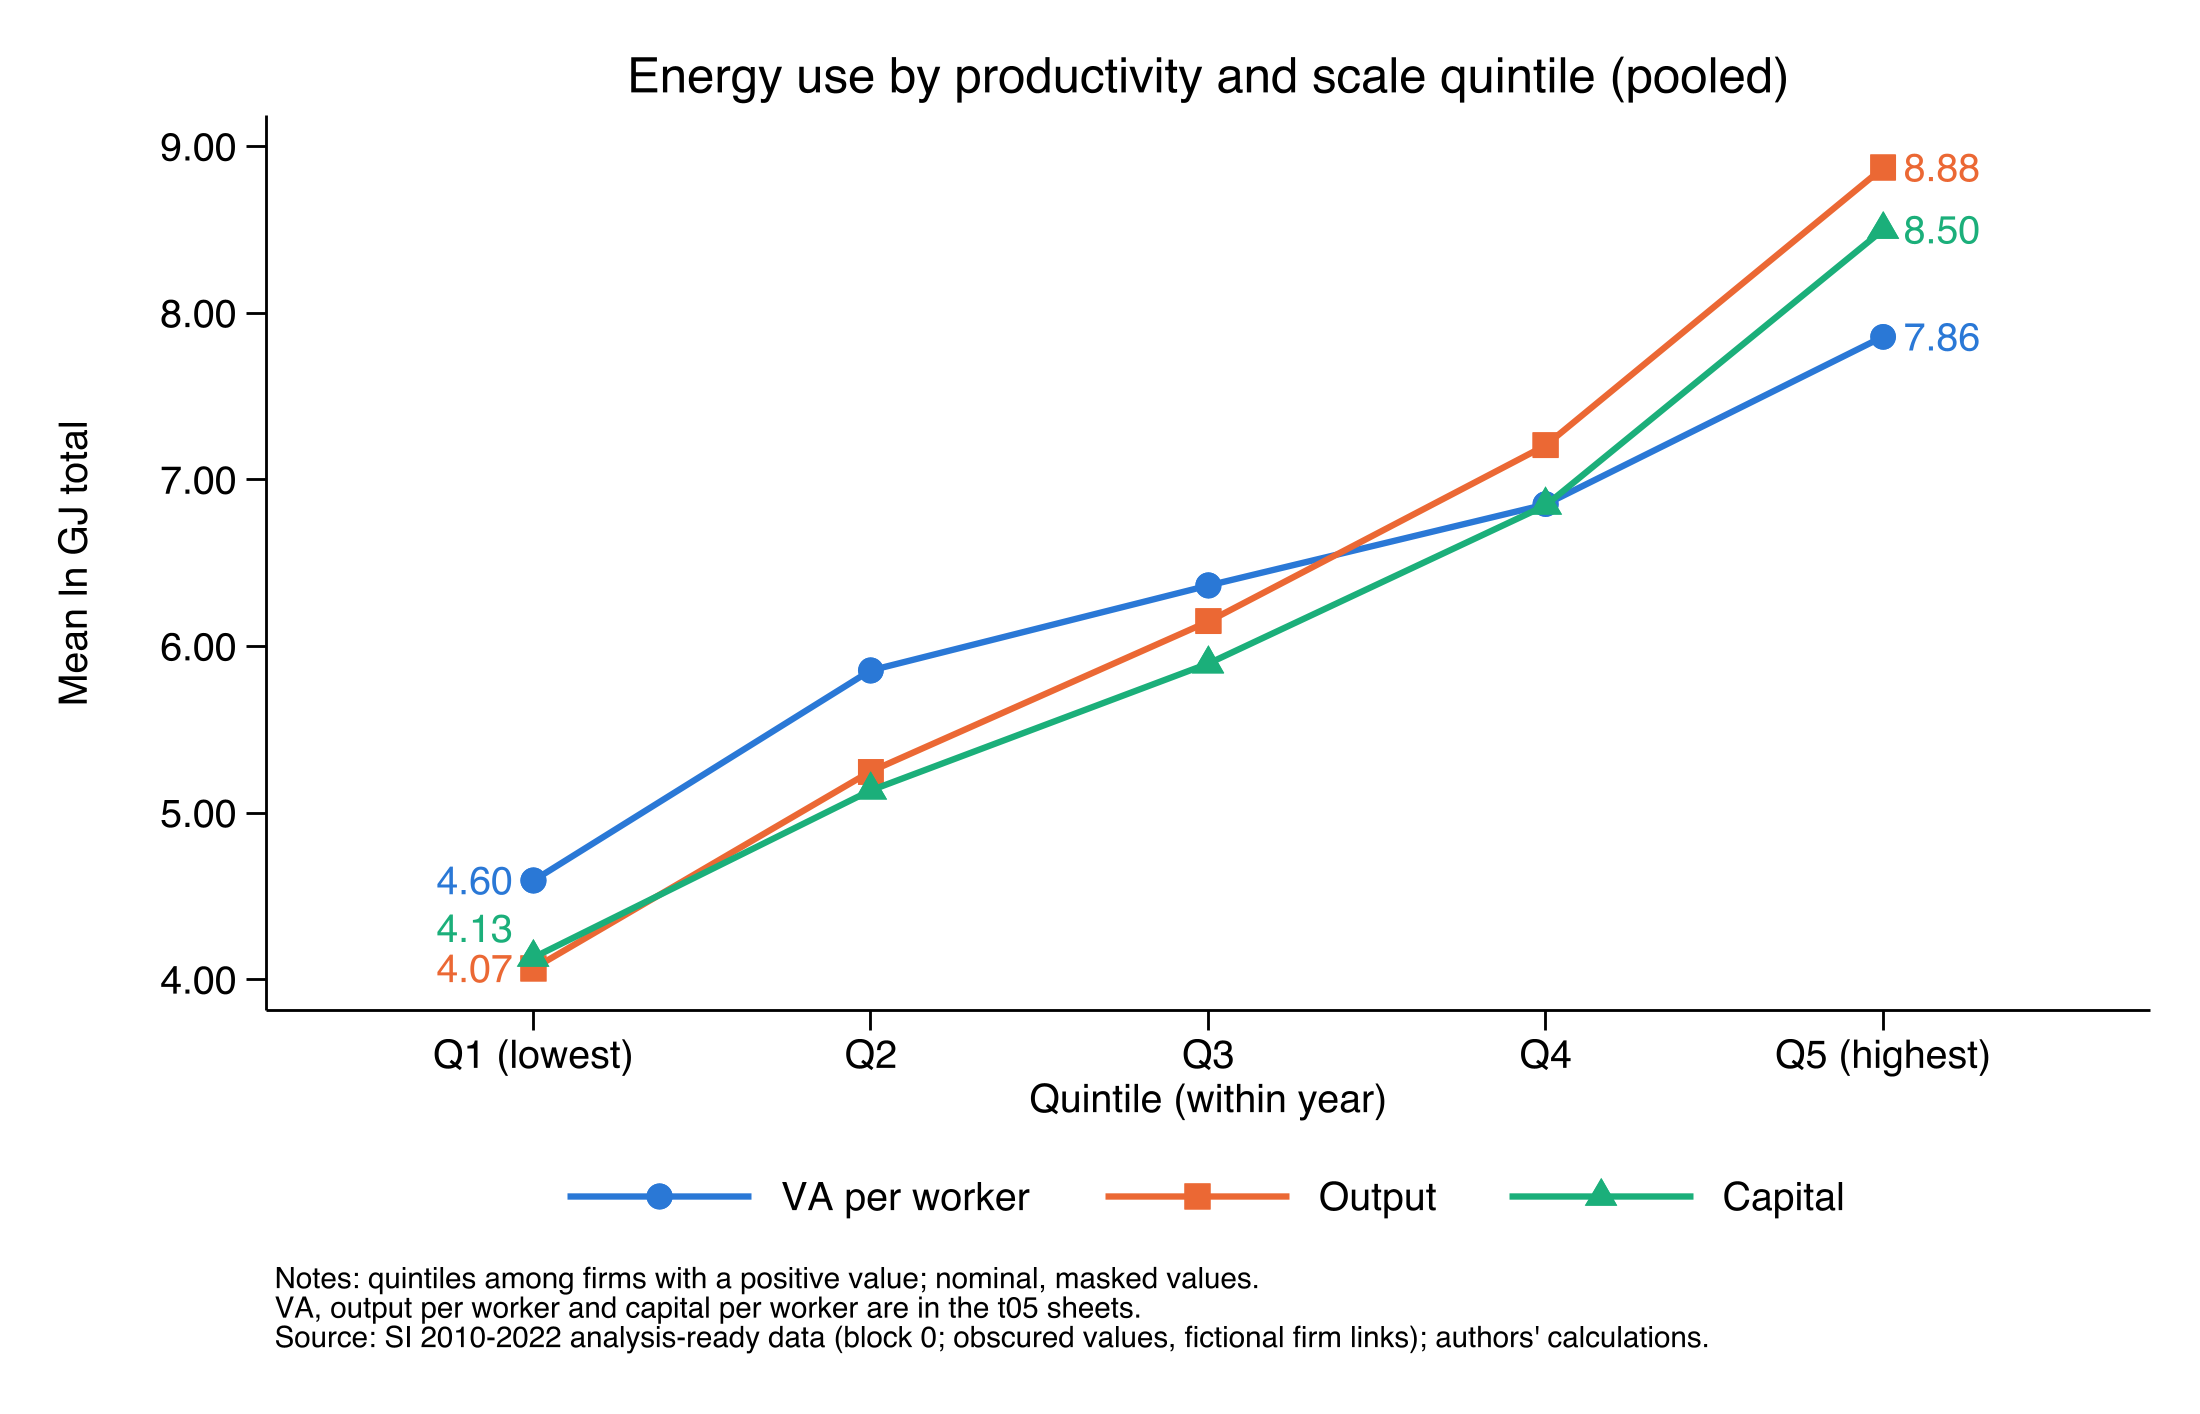 Energy use by productivity and scale quintile (pooled)
Mean ln GJ total
9.00
8.00
7.00
6.00
5.00
4.00
8.88
8.50
7.86
4.60
4.13
4.07
Q1 (lowest) Q2 Q3 Q4 Q5 (highest)
Quintile (within year)
VA per worker Output Capital
Notes: quintiles among firms with a positive value; nominal, masked values.
VA, output per worker and capital per worker are in the t05 sheets.
Source: SI 2010-2022 analysis-ready data (block 0; obscured values, fictional firm links); authors' calculations.